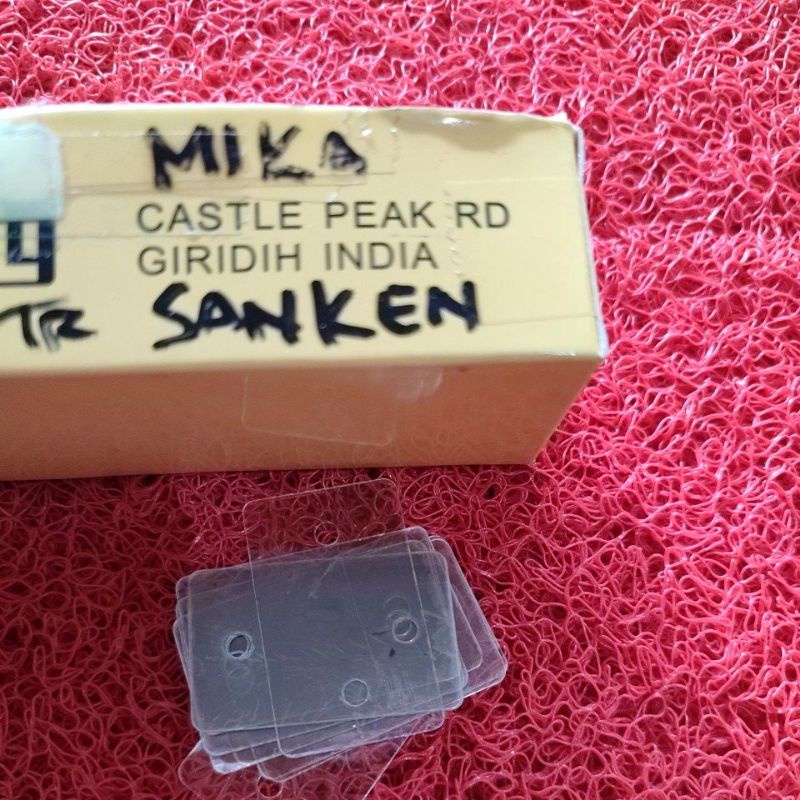 MIKA
CASTLE PEAK RD
GIRIDIH INDIA
TR SANKEN